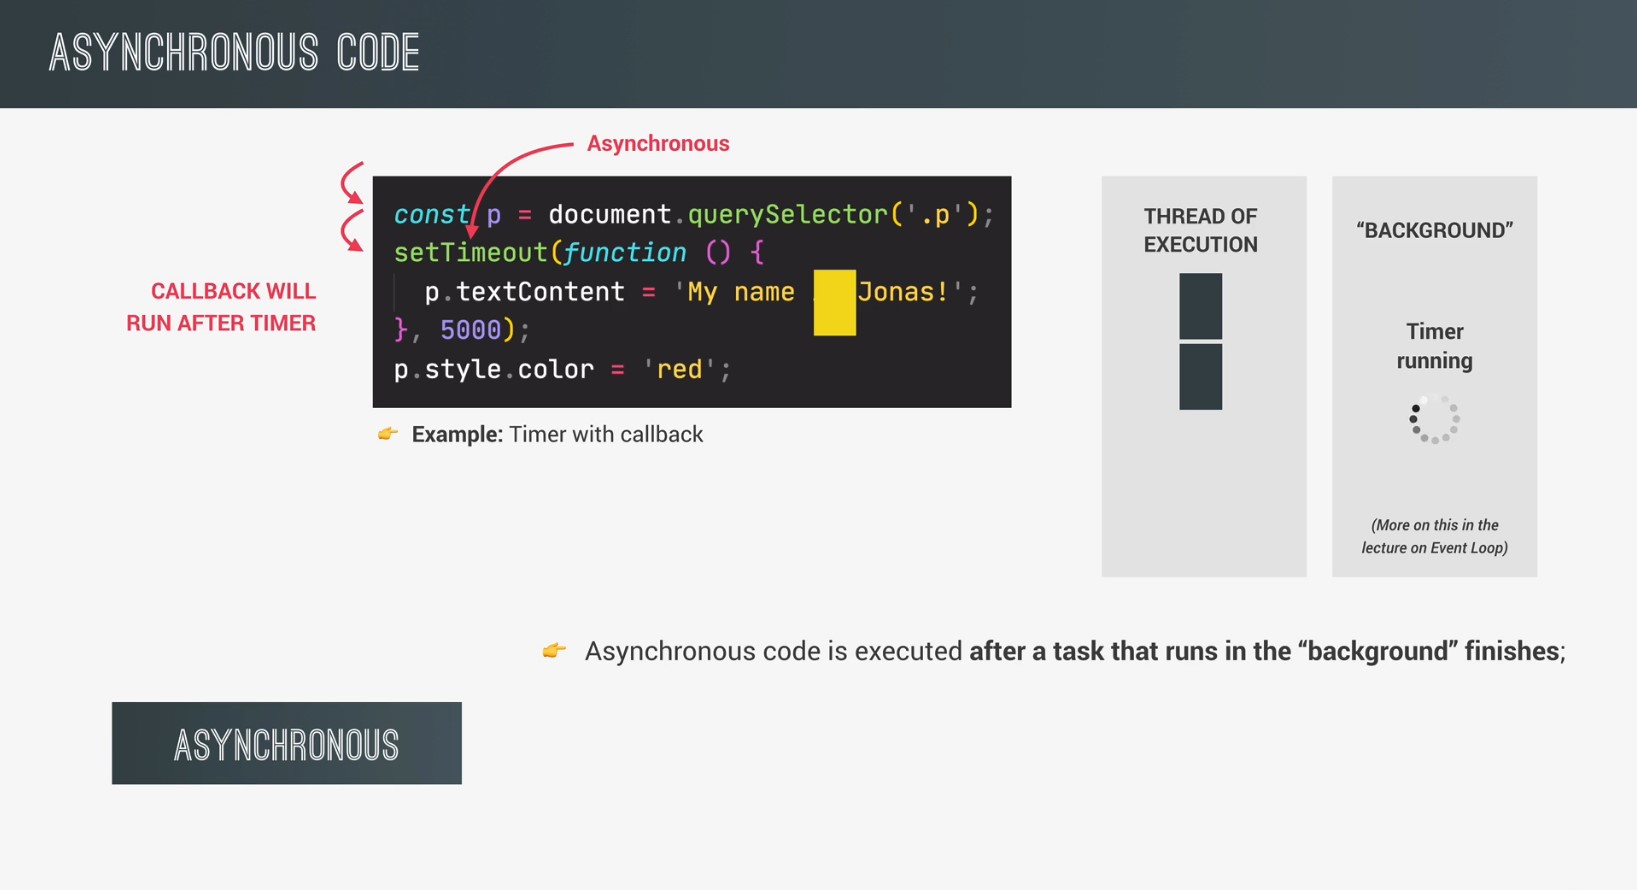 ASYNCHRONOUS CODE
Asynchronous
CALLBACK WILL
RUN AFTER TIMER
const p = document.querySelector('.p');
setTimeout(function () {
p.textContent = 'My name Jonas!';
}, 5000);
p.style.color = 'red';
👉 Example: Timer with callback
THREAD OF
EXECUTION
“BACKGROUND”
Timer
running
(More on this in the
lecture on Event Loop)
👉 Asynchronous code is executed after a task that runs in the “background” finishes;
ASYNCHRONOUS